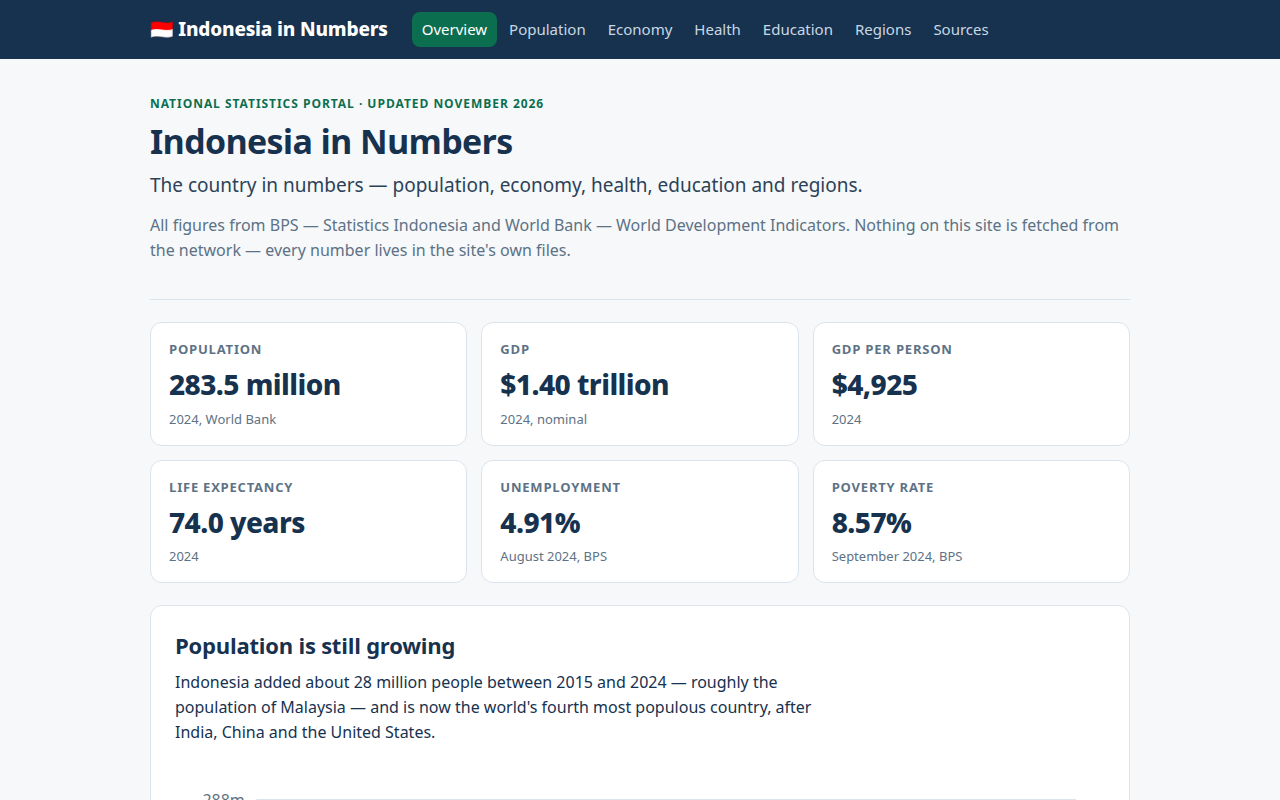 🇮🇩 Indonesia in Numbers
Overview
Population
Economy
Health
Education
Regions
Sources
NATIONAL STATISTICS PORTAL · UPDATED NOVEMBER 2026
Indonesia in Numbers
The country in numbers — population, economy, health, education and regions.
All figures from BPS — Statistics Indonesia and World Bank — World Development Indicators. Nothing on this site is fetched from
the network — every number lives in the site's own files.
POPULATION
283.5 million
2024, World Bank
GDP
$1.40 trillion
2024, nominal
GDP PER PERSON
$4,925
2024
LIFE EXPECTANCY
74.0 years
2024
UNEMPLOYMENT
4.91%
August 2024, BPS
POVERTY RATE
8.57%
September 2024, BPS
Population is still growing
Indonesia added about 28 million people between 2015 and 2024 — roughly the
population of Malaysia — and is now the world's fourth most populous country, after
India, China and the United States.
288m